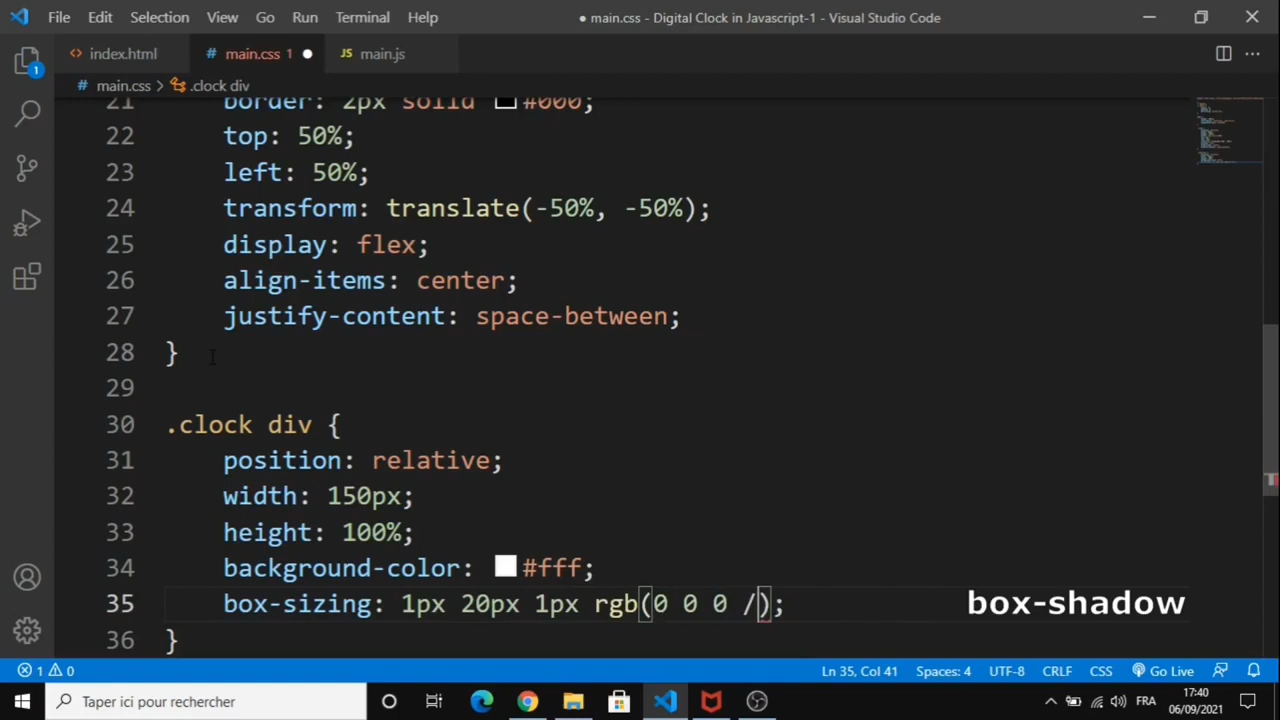 File Edit Selection View Go Run Terminal Help ● main.css - Digital Clock in Javascript-1 - Visual Studio Code
index.html # main.css 1 ● JS main.js
# main.css > .clock div
1
21 border: 2px solid #000;
22 top: 50%;
23 left: 50%;
24 transform: translate(-50%, -50%);
25 display: flex;
26 align-items: center;
27 justify-content: space-between;
28 }
29
30 .clock div {
31 position: relative;
32 width: 150px;
33 height: 100%;
34 background-color: #fff;
35 box-sizing: 1px 20px 1px rgb(0 0 0 /);
box-shadow
36 }
1 0 Ln 35, Col 41 Spaces: 4 UTF-8 CRLF CSS Go Live
Taper ici pour rechercher FRA 17:40
06/09/2021